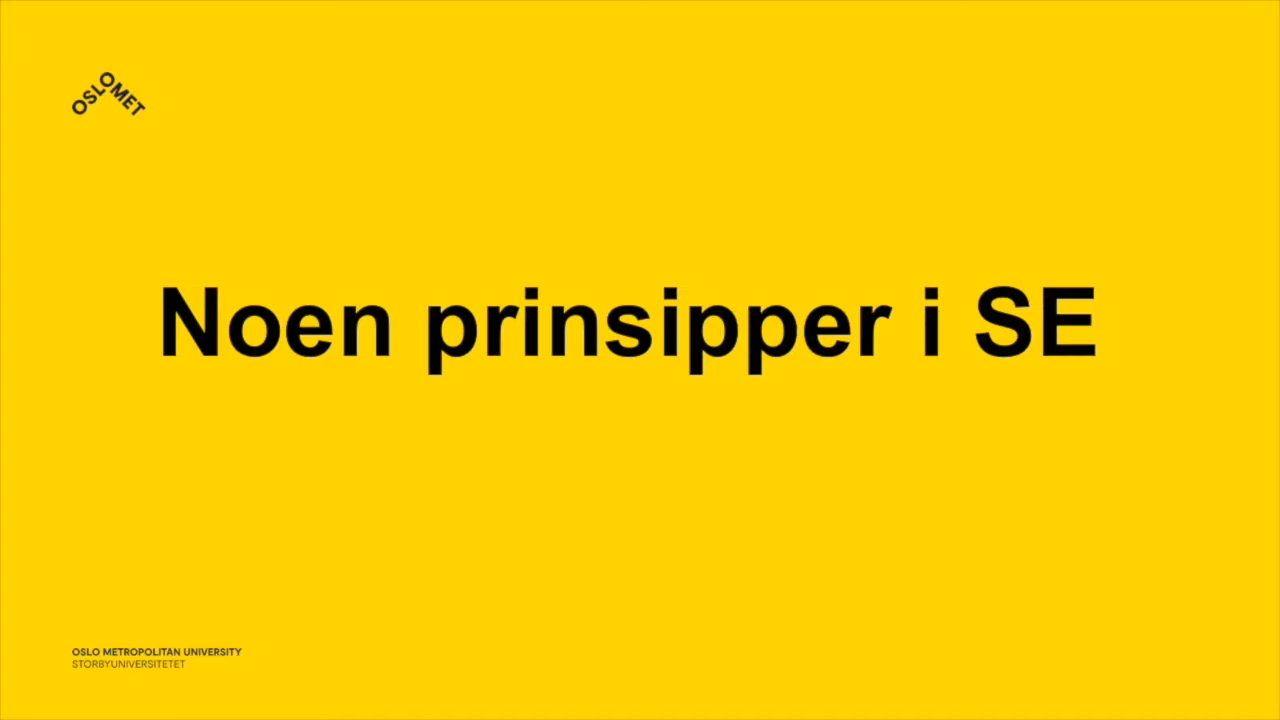 OSLOMET
Noen prinsipper i SE
OSLO METROPOLITAN UNIVERSITY
STORBYUNIVERSITETET